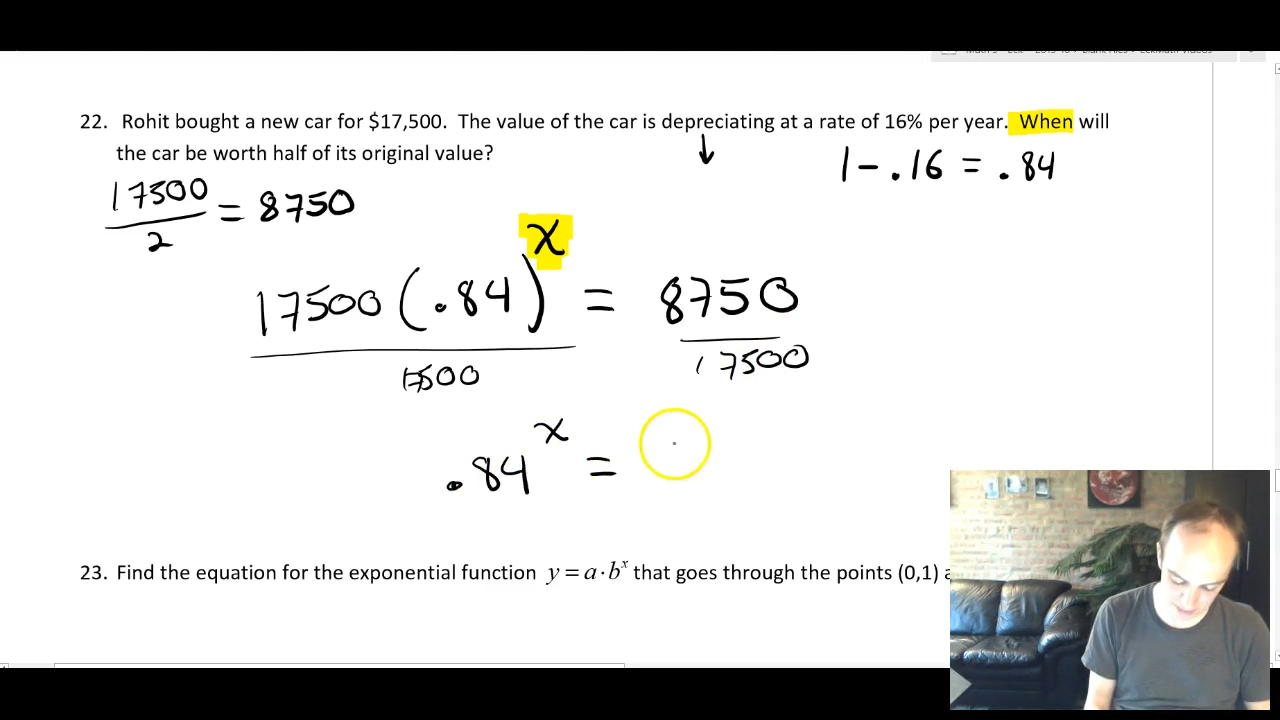 22. Rohit bought a new car for $17,500. The value of the car is depreciating at a rate of 16% per year. When will
the car be worth half of its original value?
1 - .16 = .84
17500
2
= 8750
17500 (.84)^x = 8750
17500
.84^x =
23. Find the equation for the exponential function y = a · b^x that goes through the points (0,1)